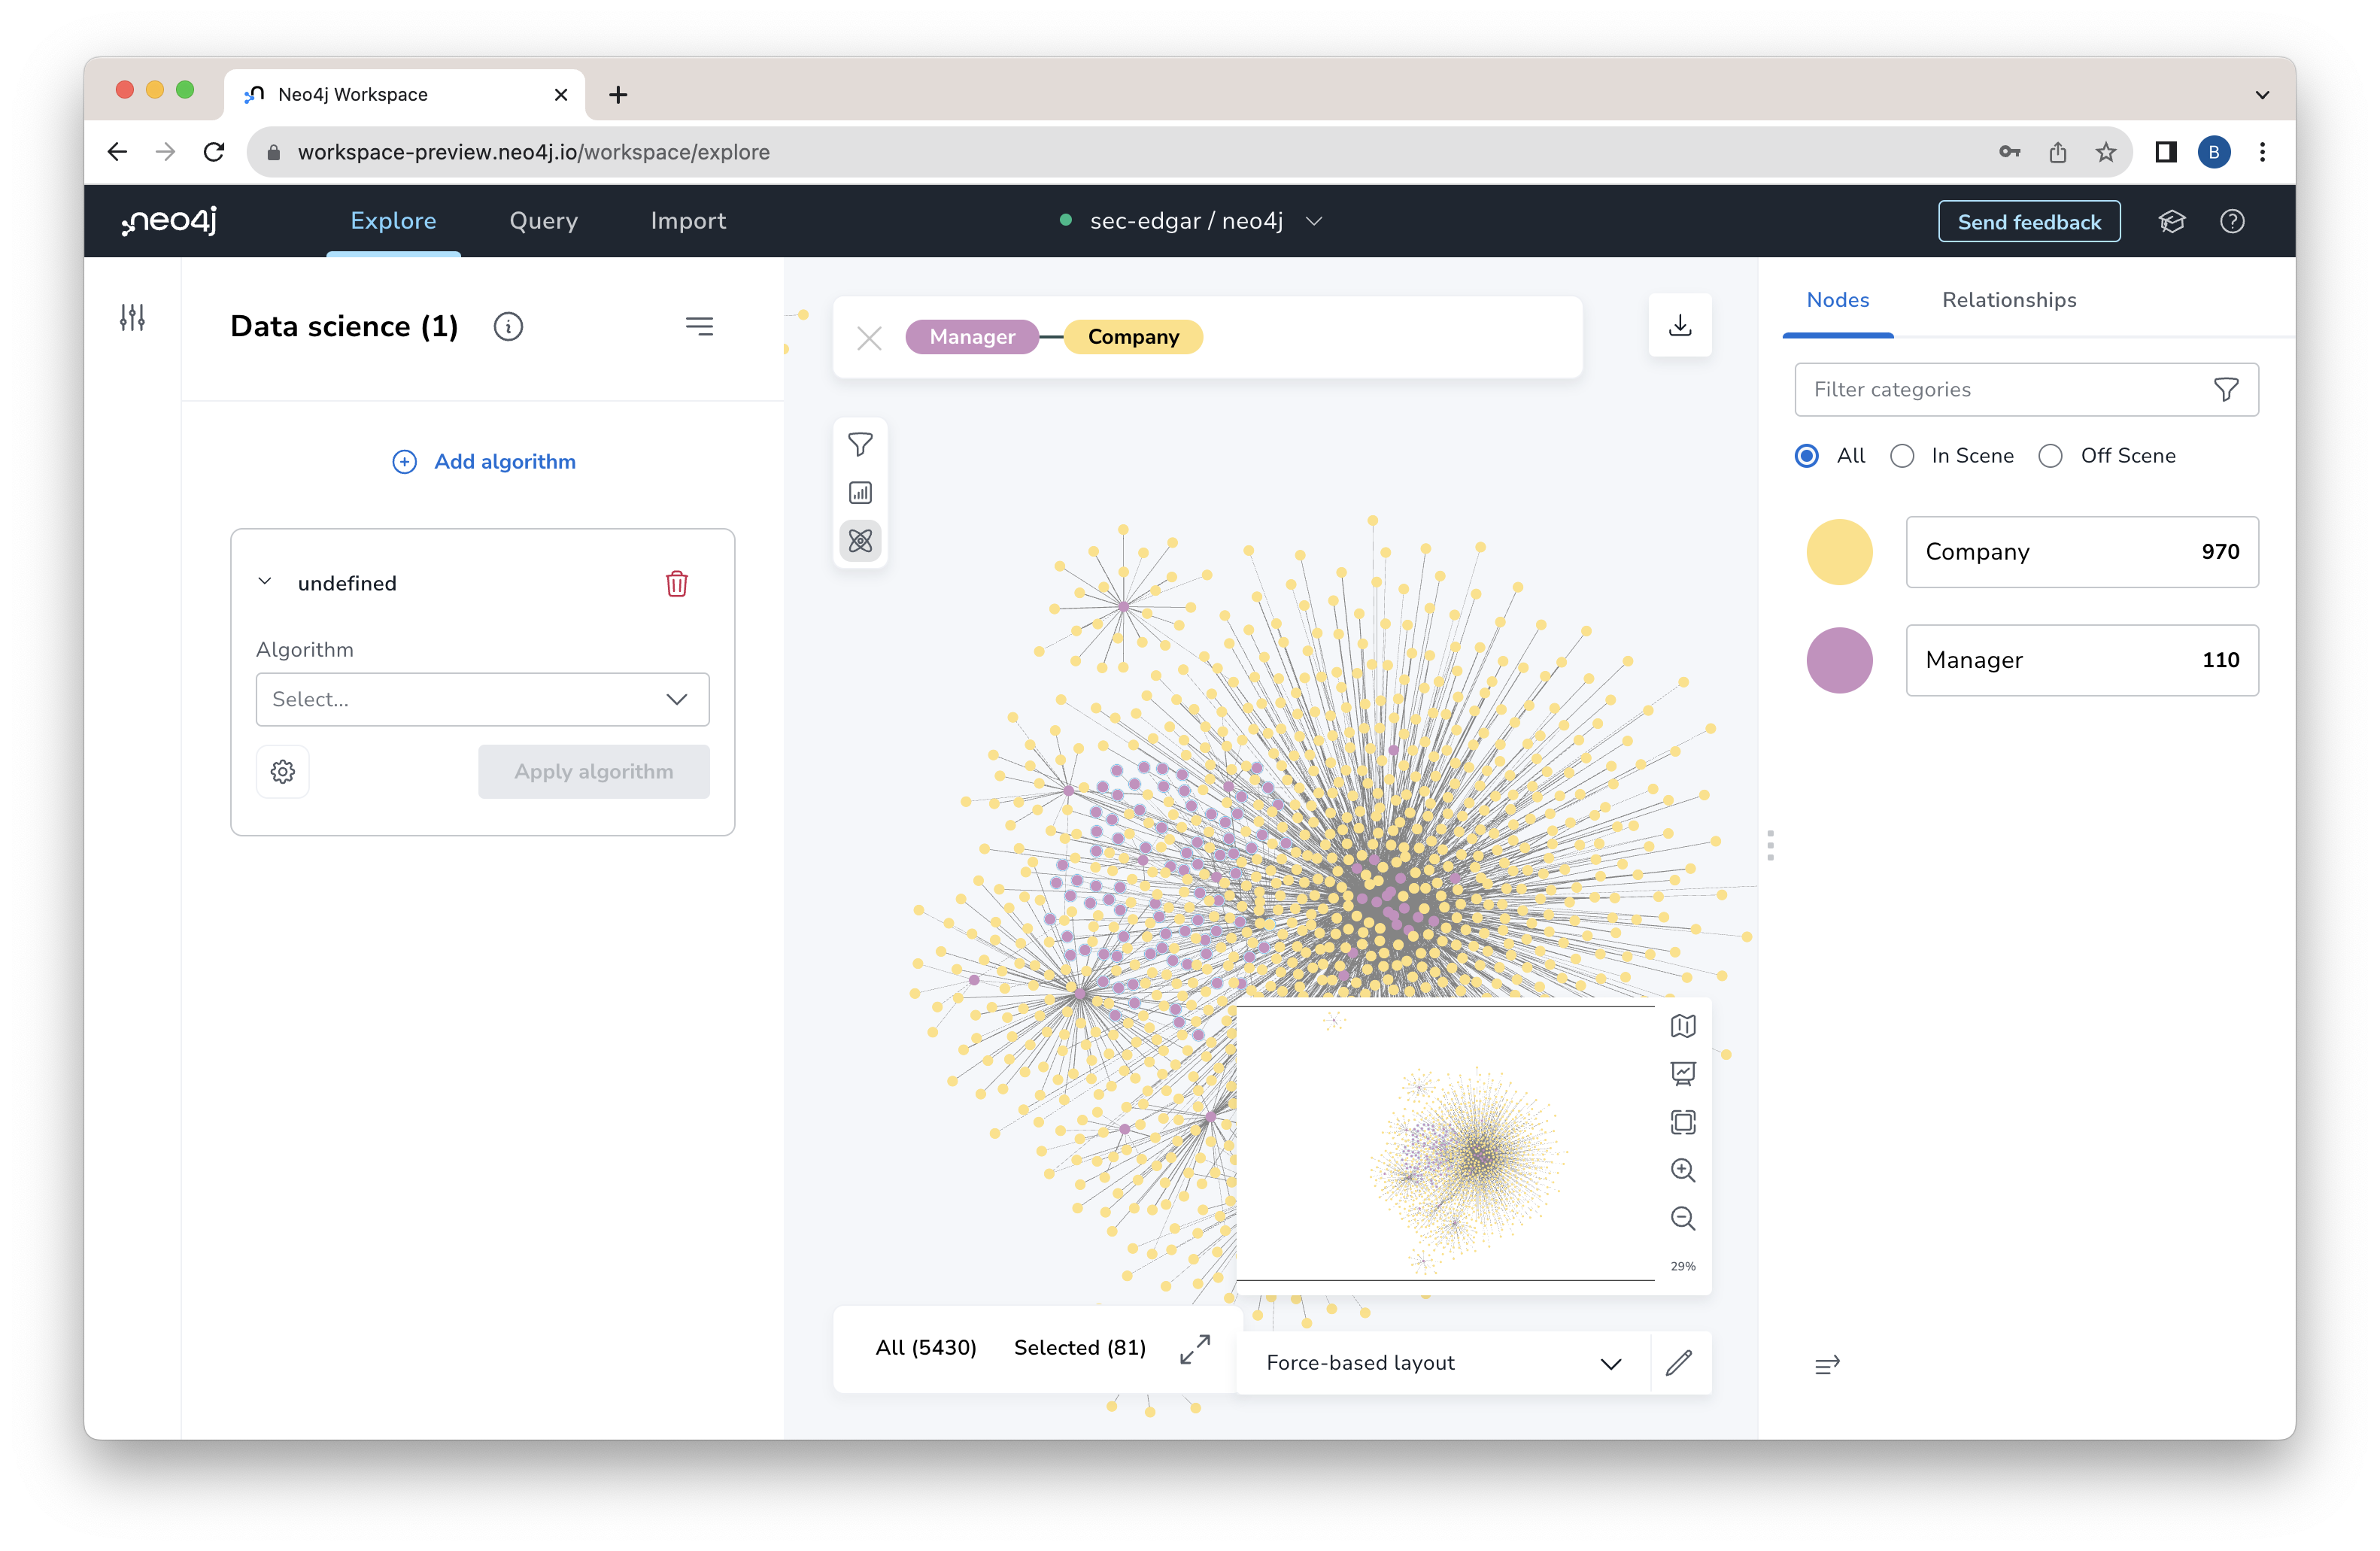 Neo4j Workspace
workspace-preview.neo4j.io/workspace/explore
B
neo4j
Explore
Query
Import
sec-edgar / neo4j
Send feedback
Data science (1)
Add algorithm
undefined
Algorithm
Select...
Apply algorithm
Manager
Company
29%
All (5430)
Selected (81)
Force-based layout
Nodes
Relationships
Filter categories
All
In Scene
Off Scene
Company 970
Manager 110